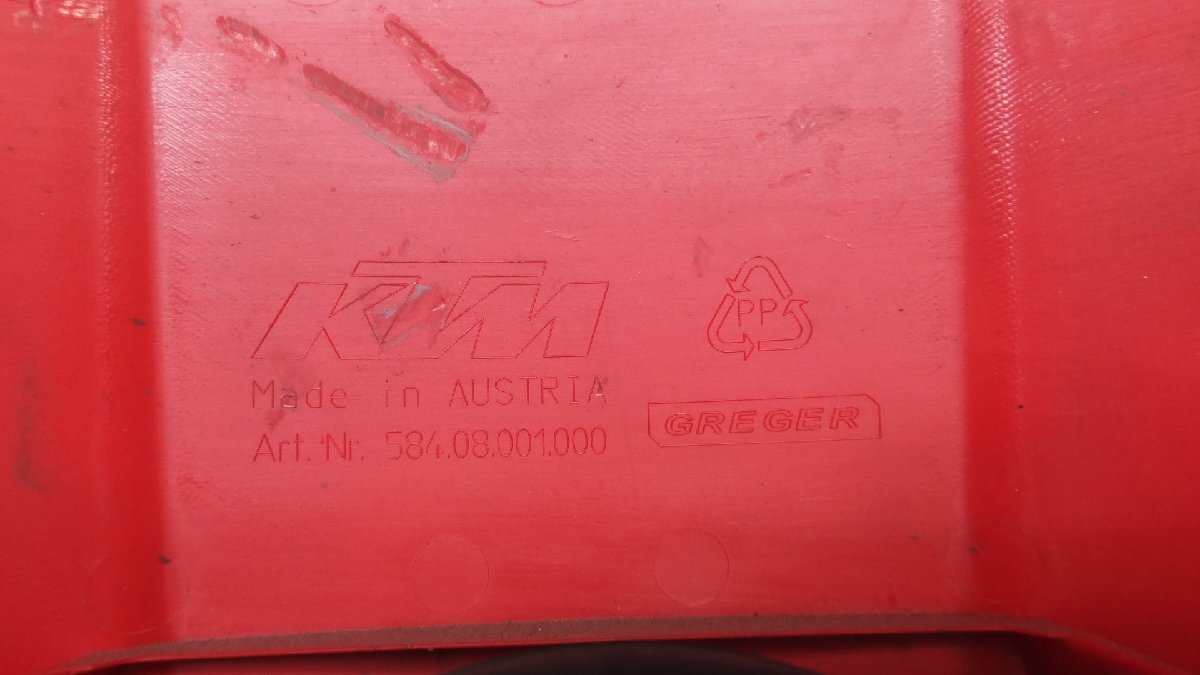 KTM
Made in AUSTRIA
Art. Nr. 584.08.001.000
PP
GREGER